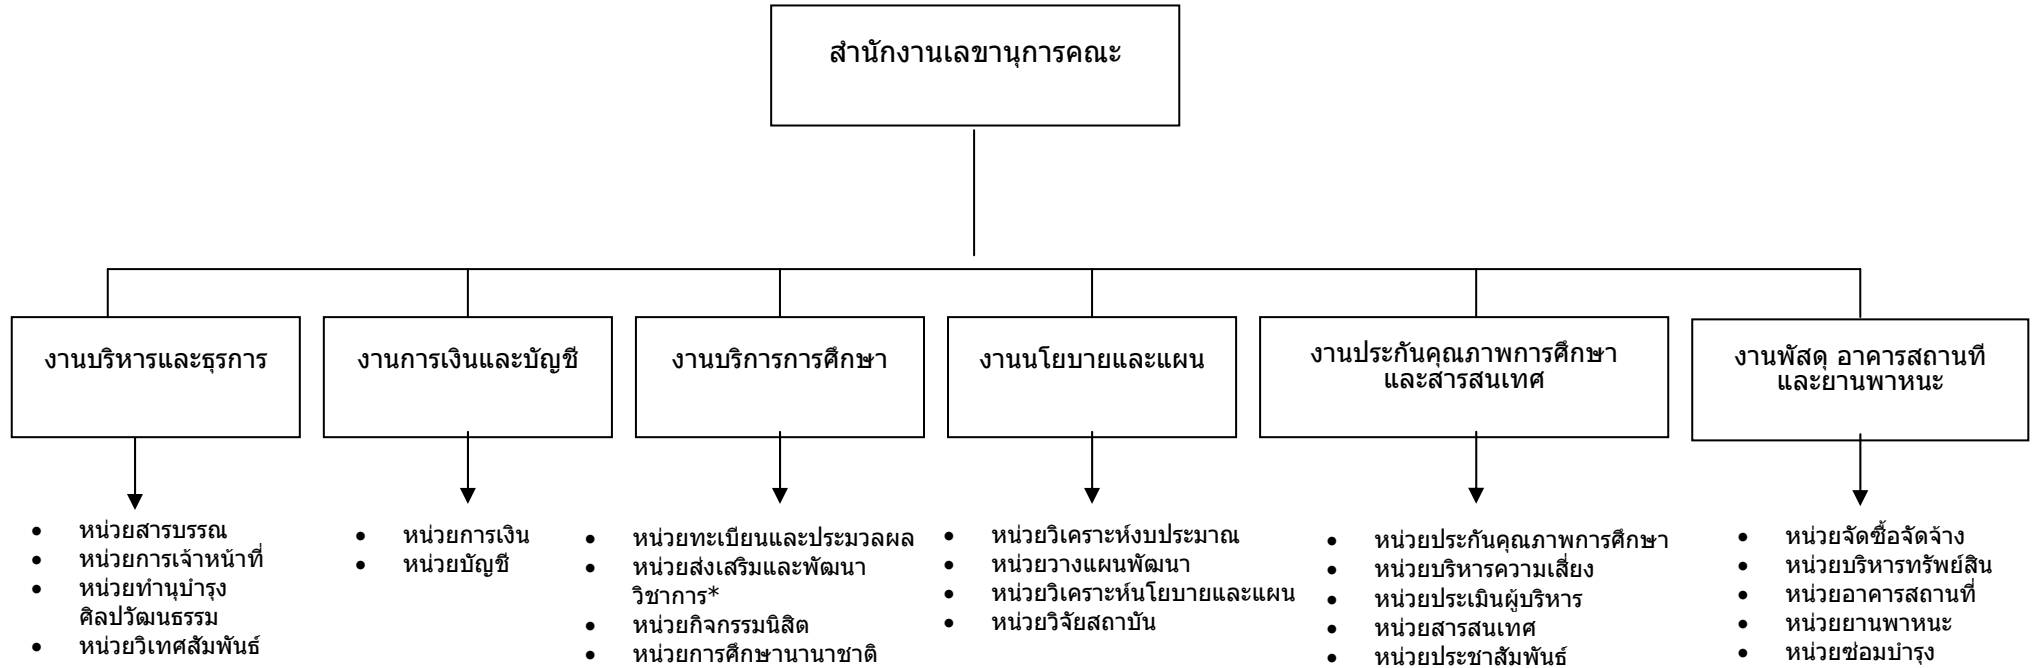 สำนักงานเลขานุการคณะ
งานบริหารและธุรการ
งานการเงินและบัญชี
งานบริการการศึกษา
งานนโยบายและแผน
งานประกันคุณภาพการศึกษา
และสารสนเทศ
งานพัสดุ อาคารสถานที่
และยานพาหนะ
• หน่วยสารบรรณ
• หน่วยการเจ้าหน้าที่
• หน่วยทำนุบำรุง
ศิลปวัฒนธรรม
• หน่วยวิเทศสัมพันธ์
• หน่วยการเงิน
• หน่วยบัญชี
• หน่วยทะเบียนและประมวลผล
• หน่วยส่งเสริมและพัฒนา
วิชาการ*
• หน่วยกิจกรรมนิสิต
• หน่วยการศึกษานานาชาติ
• หน่วยวิเคราะห์งบประมาณ
• หน่วยวางแผนพัฒนา
• หน่วยวิเคราะห์นโยบายและแผน
• หน่วยวิจัยสถาบัน
• หน่วยประกันคุณภาพการศึกษา
• หน่วยบริหารความเสี่ยง
• หน่วยประเมินผู้บริหาร
• หน่วยสารสนเทศ
• หน่วยประชาสัมพันธ์
• หน่วยจัดซื้อจัดจ้าง
• หน่วยบริหารทรัพย์สิน
• หน่วยอาคารสถานที่
• หน่วยยานพาหนะ
• หน่วยซ่อมบำรุง